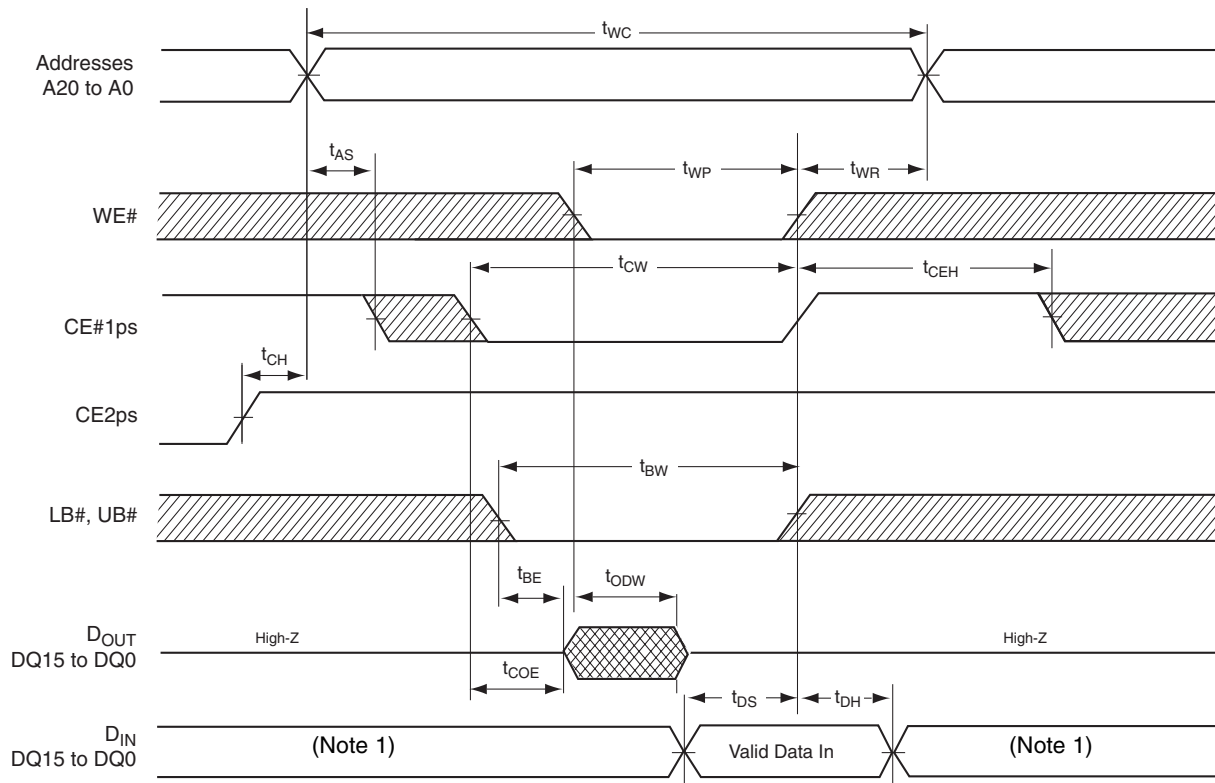 tWC
Addresses
A20 to A0
tAS
tWP
tWR
WE#
tCW
tCEH
CE#1ps
tCH
CE2ps
tBW
LB#, UB#
tBE
tODW
DOUT
DQ15 to DQ0
High-Z
High-Z
tCOE
tDS
tDH
DIN
DQ15 to DQ0
(Note 1)
Valid Data In
(Note 1)